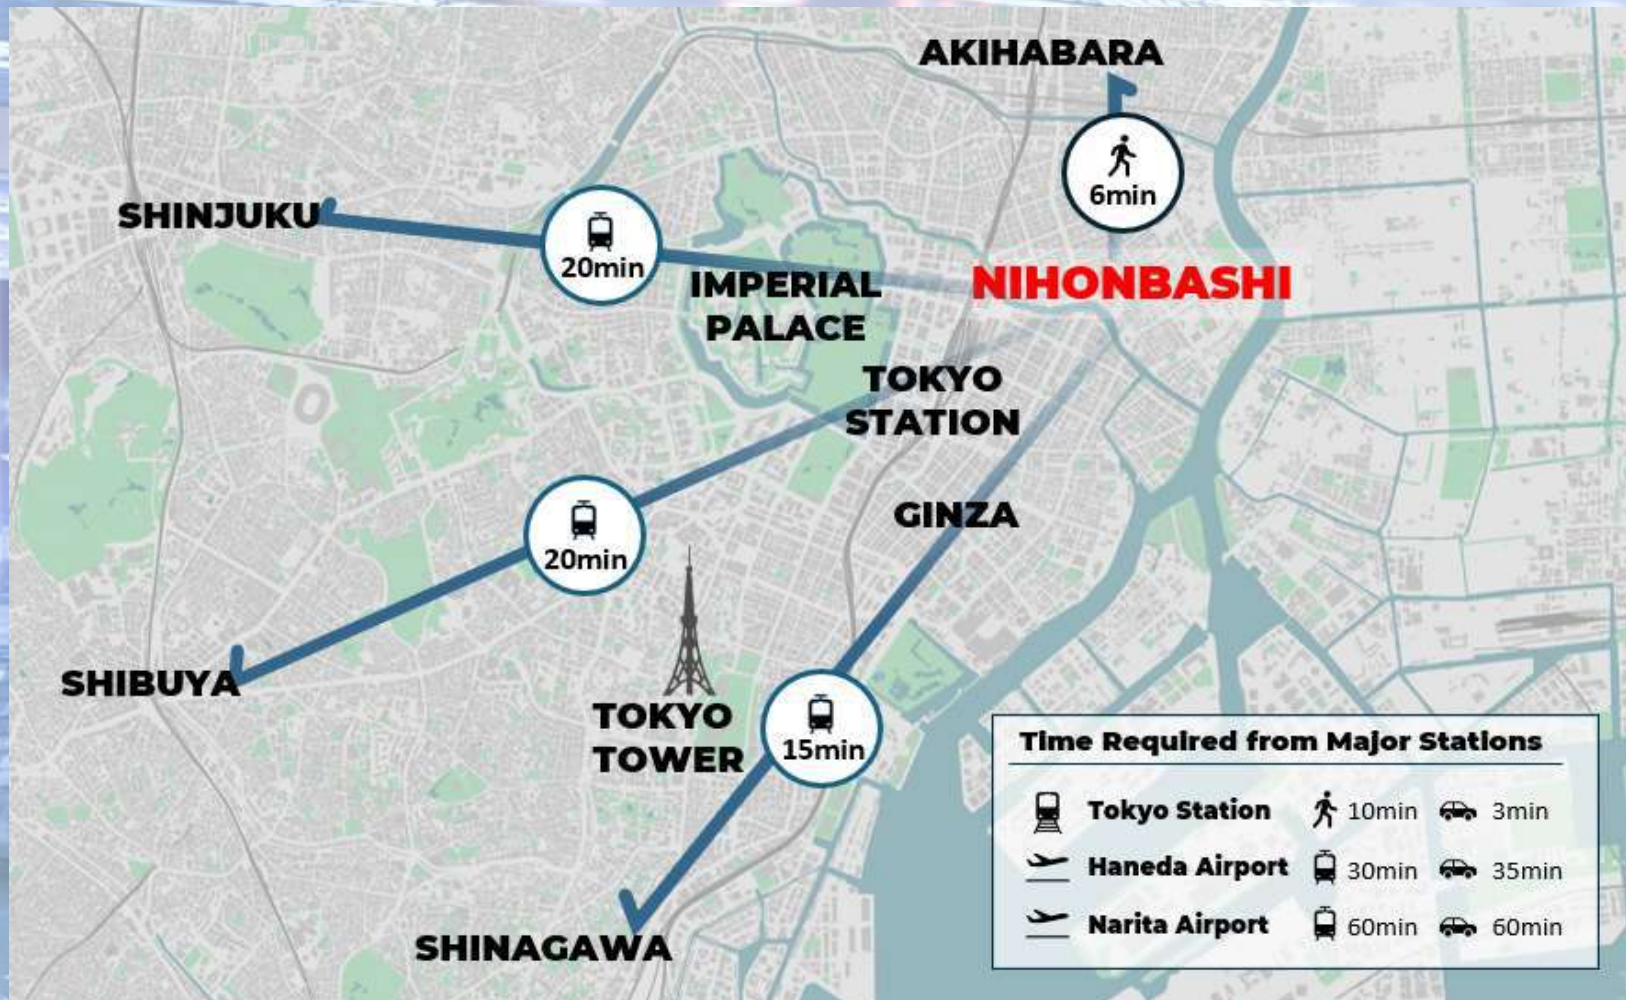 AKIHABARA
6min
SHINJUKU
20min
IMPERIAL
PALACE
NIHONBASHI
TOKYO
STATION
GINZA
20min
SHIBUYA
TOKYO
TOWER
15min
SHINAGAWA
Time Required from Major Stations
Tokyo Station 10min 3min
Haneda Airport 30min 35min
Narita Airport 60min 60min